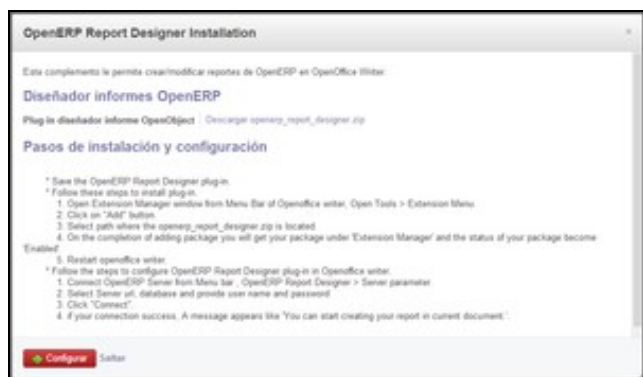 OpenERP Report Designer Installation
×
Este complemento le permite crear/modificar reportes de OpenERP en OpenOffice Writer.
Diseñador informes OpenERP
Plug-in diseñador informe OpenObject Descargar openerp_report_designer.zip
Pasos de instalación y configuración
* Save the OpenERP Report Designer plug-in.
* Follow these steps to install plug-in.
1. Open Extension Manager window from Menu Bar of Openoffice writer, Open Tools > Extension Menu.
2. Click on "Add" button.
3. Select path where the openerp_report_designer.zip is located.
4. On the completion of adding package you will get your package under 'Extension Manager' and the status of your package become
'Enabled'.
5. Restart openoffice writer.
* Follow the steps to configure OpenERP Report Designer plug-in in Openoffice writer.
1. Connect OpenERP Server from Menu bar , OpenERP Report Designer > Server parameter.
2. Select Server url, database and provide user name and password
3. Click "Connect".
4. if your connection success, A message appears like 'You can start creating your report in current document.'.
Configurar Saltar